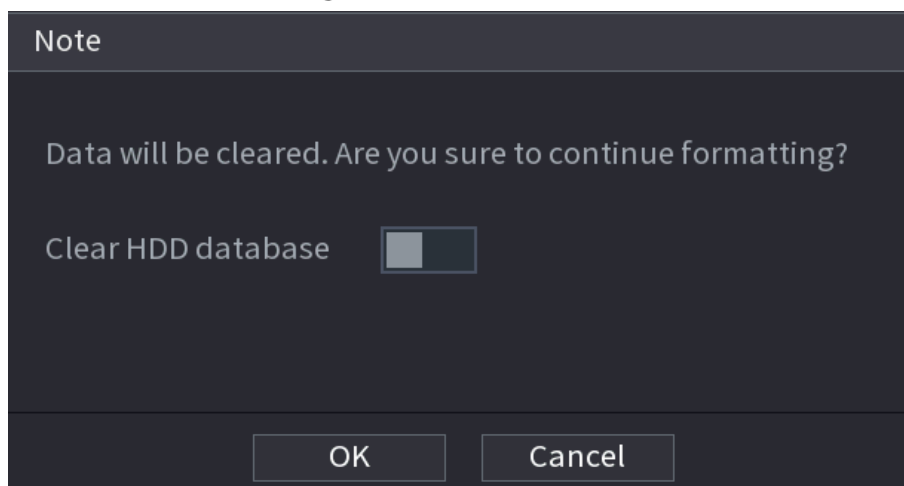 Note
Data will be cleared. Are you sure to continue formatting?
Clear HDD database
OK
Cancel